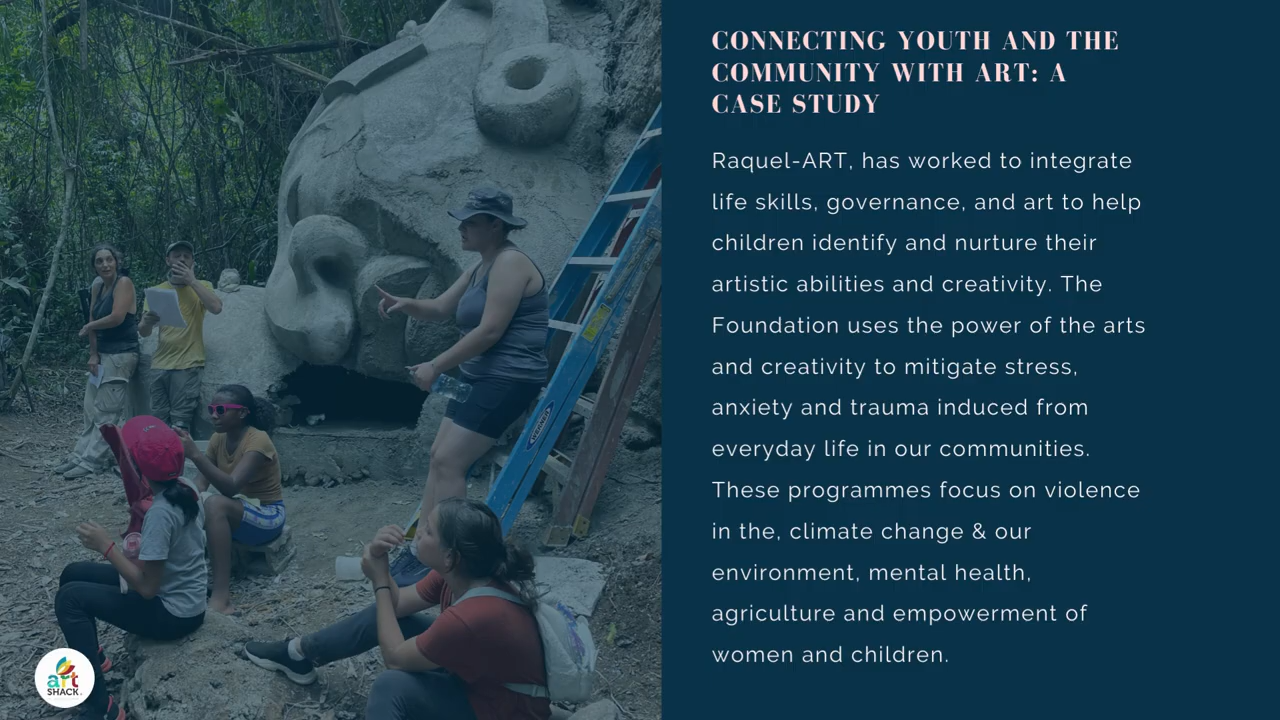 CONNECTING YOUTH AND THE
COMMUNITY WITH ART: A
CASE STUDY
Raquel-ART, has worked to integrate
life skills, governance, and art to help
children identify and nurture their
artistic abilities and creativity. The
Foundation uses the power of the arts
and creativity to mitigate stress,
anxiety and trauma induced from
everyday life in our communities.
These programmes focus on violence
in the, climate change & our
environment, mental health,
agriculture and empowerment of
women and children.
WERNER
art
SHACK